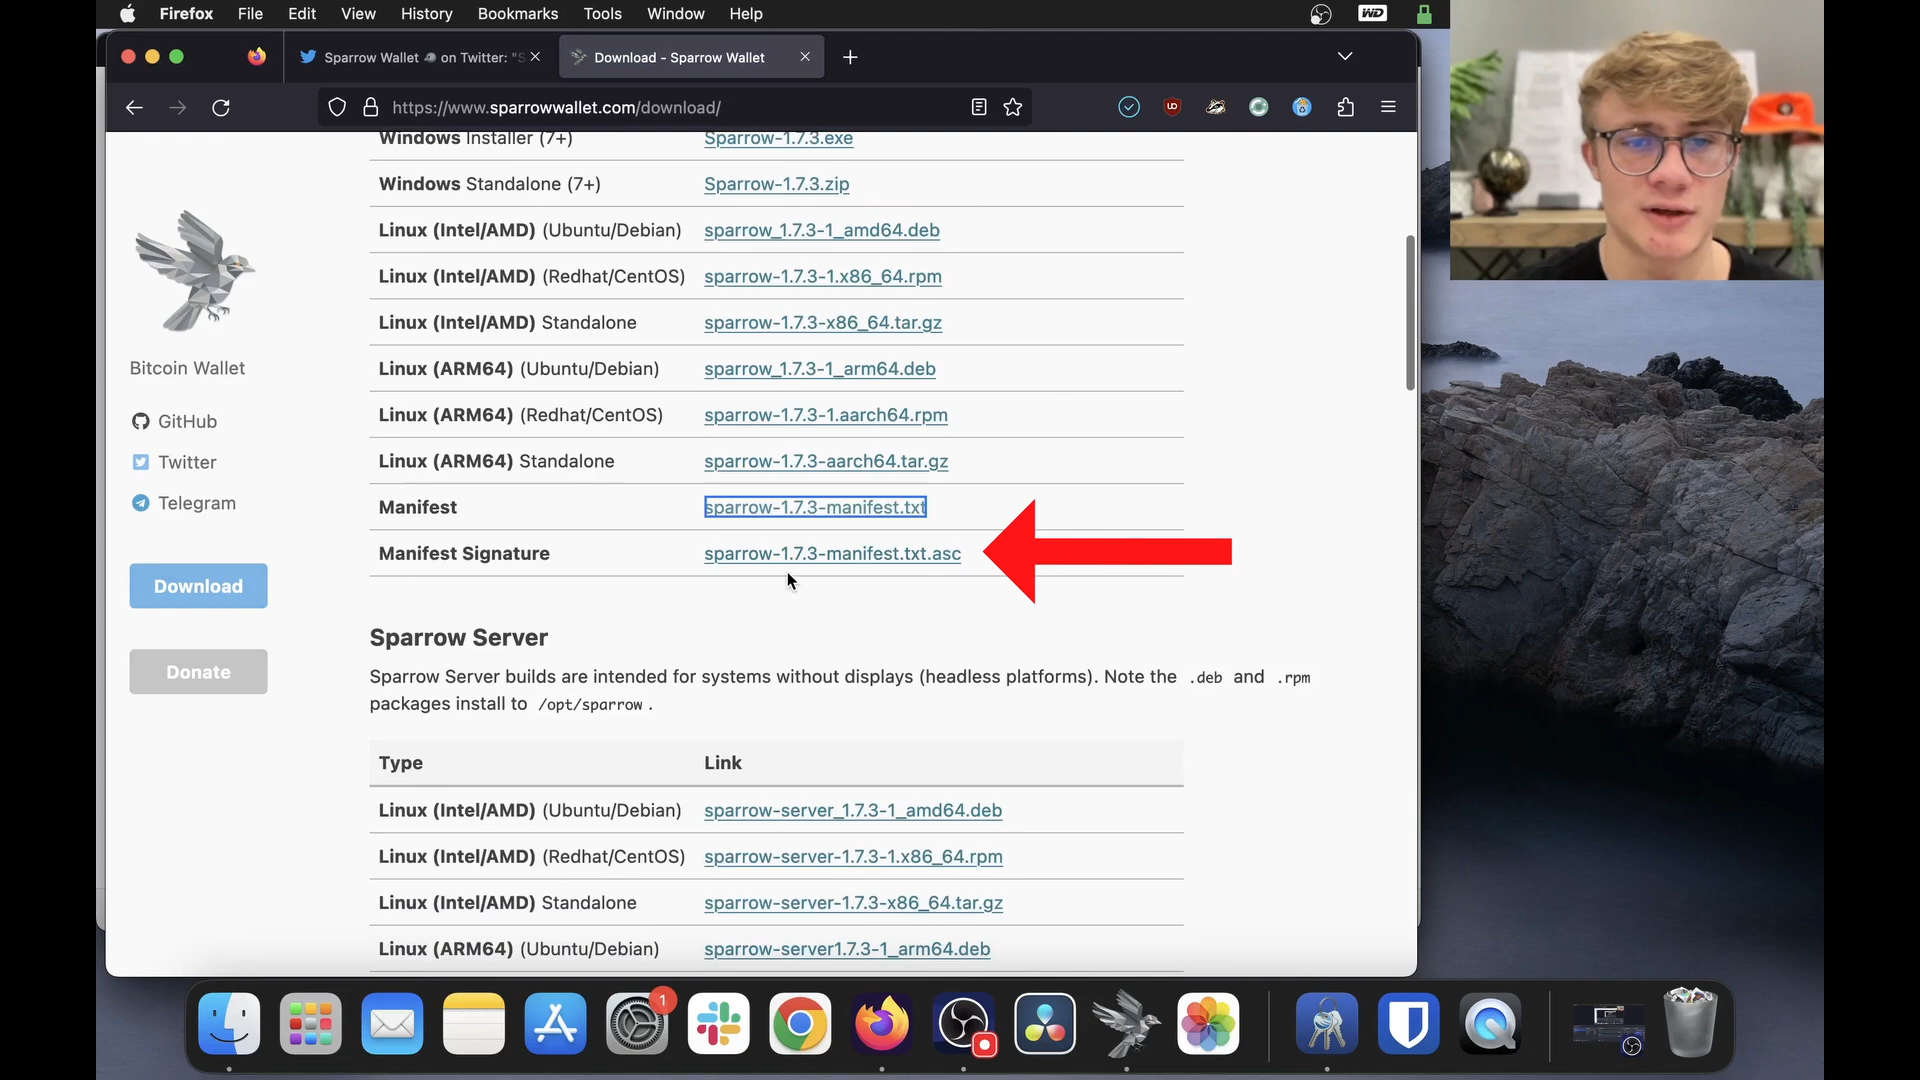 Firefox File Edit View History Bookmarks Tools Window Help
WD
Sparrow Wallet on Twitter: "S
Download - Sparrow Wallet
https://www.sparrowwallet.com/download/
UD
Windows Installer (7+) Sparrow-1.7.3.exe
Windows Standalone (7+) Sparrow-1.7.3.zip
Linux (Intel/AMD) (Ubuntu/Debian) sparrow_1.7.3-1_amd64.deb
Linux (Intel/AMD) (Redhat/CentOS) sparrow-1.7.3-1.x86_64.rpm
Linux (Intel/AMD) Standalone sparrow-1.7.3-x86_64.tar.gz
Linux (ARM64) (Ubuntu/Debian) sparrow_1.7.3-1_arm64.deb
Linux (ARM64) (Redhat/CentOS) sparrow-1.7.3-1.aarch64.rpm
Linux (ARM64) Standalone sparrow-1.7.3-aarch64.tar.gz
Manifest sparrow-1.7.3-manifest.txt
Manifest Signature sparrow-1.7.3-manifest.txt.asc
Bitcoin Wallet
GitHub
Twitter
Telegram
Download
Donate
Sparrow Server
Sparrow Server builds are intended for systems without displays (headless platforms). Note the .deb and .rpm
packages install to /opt/sparrow .
Type Link
Linux (Intel/AMD) (Ubuntu/Debian) sparrow-server_1.7.3-1_amd64.deb
Linux (Intel/AMD) (Redhat/CentOS) sparrow-server-1.7.3-1.x86_64.rpm
Linux (Intel/AMD) Standalone sparrow-server-1.7.3-x86_64.tar.gz
Linux (ARM64) (Ubuntu/Debian) sparrow-server1.7.3-1_arm64.deb
1